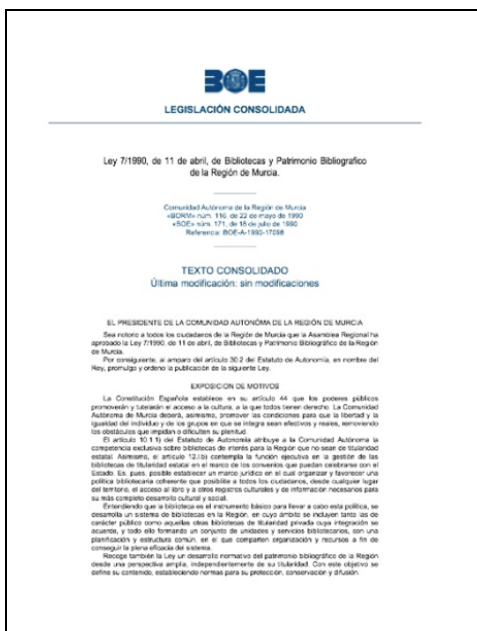 BOE
LEGISLACIÓN CONSOLIDADA
Ley 7/1990, de 11 de abril, de Bibliotecas y Patrimonio Bibliografico
de la Región de Murcia.
Comunidad Autónoma de la Región de Murcia
«BORM» núm. 116, de 22 de mayo de 1990
«BOE» núm. 171, de 18 de julio de 1990
Referencia: BOE-A-1990-17098
TEXTO CONSOLIDADO
Última modificación: sin modificaciones
EL PRESIDENTE DE LA COMUNIDAD AUTONÓMA DE LA REGIÓN DE MURCIA
Sea notorio a todos los ciudadanos de la Región de Murcia que la Asamblea Regional ha
aprobado la Ley 7/1990, de 11 de abril, de Bibliotecas y Patrimonio Bibliográfico de la Región
de Murcia.
Por consiguiente, al amparo del artículo 30.2 del Estatuto de Autonomía, en nombre del
Rey, promulgo y ordeno la publicación de la siguiente Ley.
EXPOSICION DE MOTIVOS
La Constitución Española establece en su artículo 44 que los poderes públicos
promoverán y tutelarán el acceso a la cultura, a la que todos tienen derecho. La Comunidad
Autónoma de Murcia deberá, asimismo, promover las condiciones para que la libertad y la
igualdad del individuo y de los grupos en que se integra sean efectivos y reales, removiendo
los obstáculos que impidan o dificulten su plenitud.
El artículo 10.1 1) del Estatuto de Autonomía atribuye a la Comunidad Autónoma la
competencia exclusiva sobre bibliotecas de interés para la Región que no sean de titularidad
estatal. Asimismo, el artículo 12.1b) contempla la función ejecutiva en la gestión de las
bibliotecas de titularidad estatal en el marco de los convenios que puedan celebrarse con el
Estado. Es, pues, posible establecer un marco jurídico en el cual organizar y favorecer una
política bibliotecaria coherente que posibilite a todos los ciudadanos, desde cualquier lugar
del territorio, el acceso al libro y a otros registros culturales y de información necesarios para
su más completo desarrollo cultural y social.
Entendiendo que la biblioteca es el instrumento básico para llevar a cabo esta política, se
desarrolla un sistema de bibliotecas en la Región, en cuyo ámbito se incluyen tanto las de
carácter público como aquellas otras bibliotecas de titularidad privada cuya integración se
acuerde, y todo ello formando un conjunto de unidades y servicios bibliotecarios, con una
planificación y estructura común, en el que comparten organización y recursos a fin de
conseguir la plena eficacia del sistema.
Recoge también la Ley un desarrollo normativo del patrimonio bibliográfico de la Región
desde una perspectiva amplia, independientemente de su titularidad. Con este objetivo se
define su contenido, estableciendo normas para su protección, conservación y difusión.